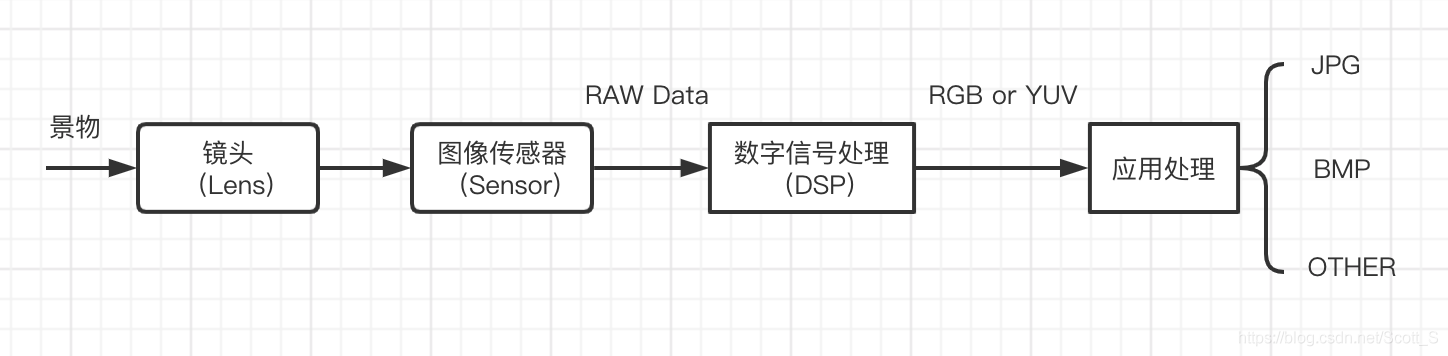 景物
镜头
(Lens)
图像传感器
(Sensor)
RAW Data
数字信号处理
(DSP)
RGB or YUV
应用处理
JPG
BMP
OTHER
https://blog.csdn.net/Scott_S